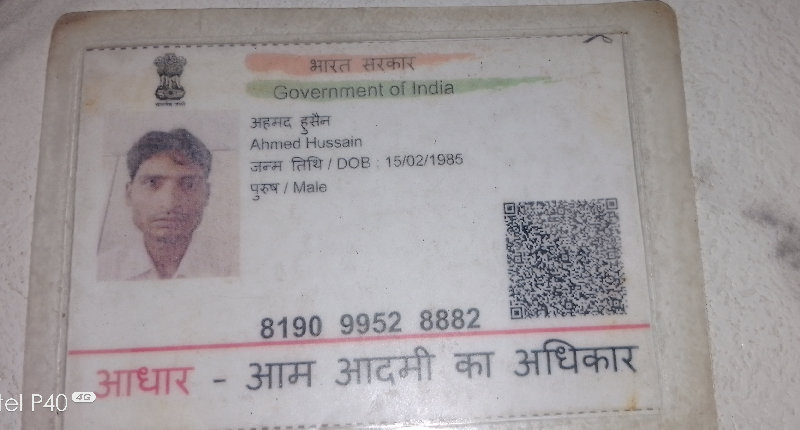 भारत सरकार
Government of India
अहमद हुसैन
Ahmed Hussain
जन्म तिथि / DOB : 15/02/1985
पुरुष / Male
8190 9952 8882
आधार - आम आदमी का अधिकार
tel P40 4G